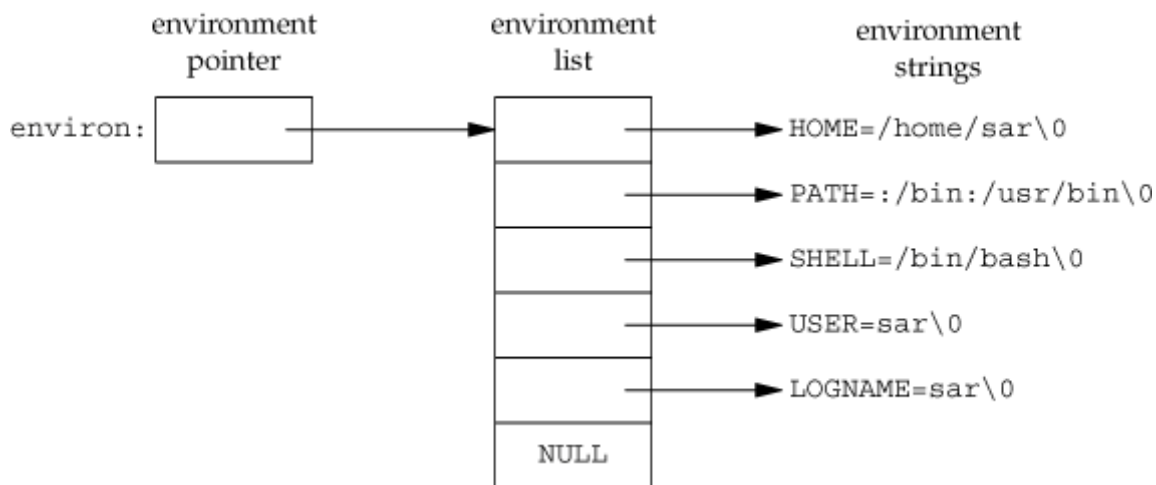 environment
pointer
environment
list
environment
strings
environ:
HOME=/home/sar\0
PATH=:/bin:/usr/bin\0
SHELL=/bin/bash\0
USER=sar\0
LOGNAME=sar\0
NULL